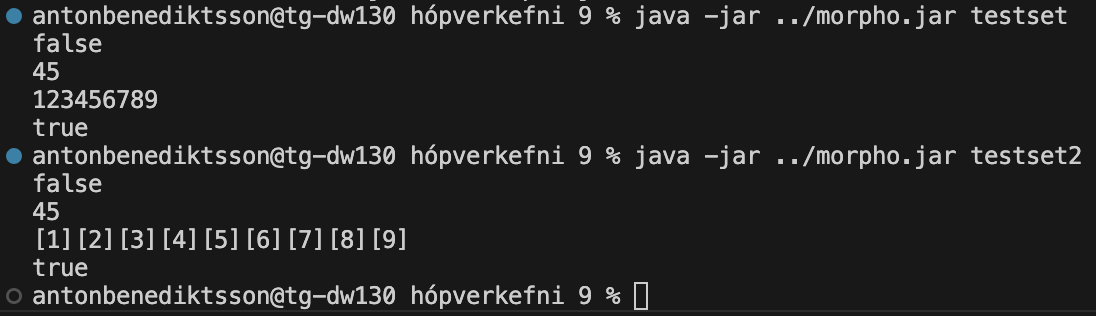 antonbenediktsson@tg-dw130 hópverkefni 9 % java -jar ../morpho.jar testset
false
45
123456789
true
antonbenediktsson@tg-dw130 hópverkefni 9 % java -jar ../morpho.jar testset2
false
45
[1][2][3][4][5][6][7][8][9]
true
antonbenediktsson@tg-dw130 hópverkefni 9 %